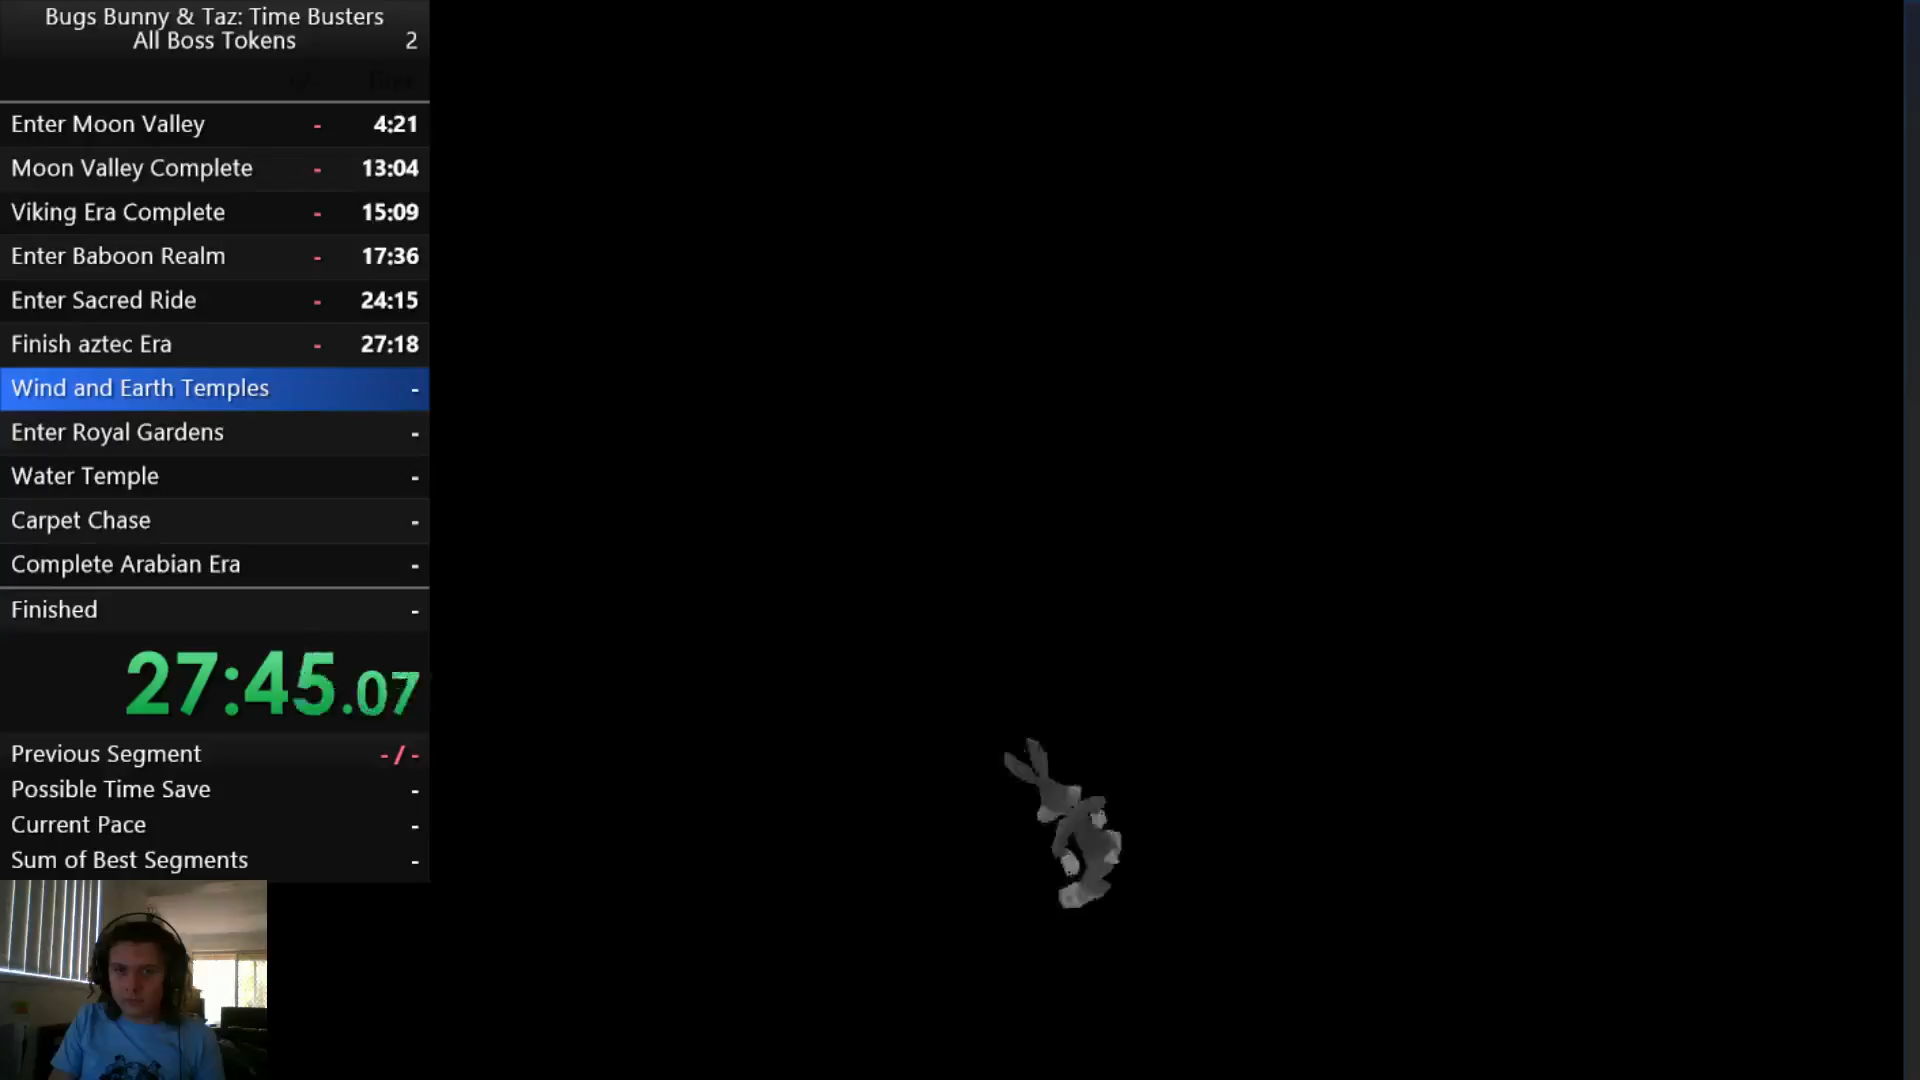 Bugs Bunny & Taz: Time Busters
All Boss Tokens 2
Enter Moon Valley - 4:21
Moon Valley Complete - 13:04
Viking Era Complete - 15:09
Enter Baboon Realm - 17:36
Enter Sacred Ride - 24:15
Finish aztec Era - 27:18
Wind and Earth Temples -
Enter Royal Gardens -
Water Temple -
Carpet Chase -
Complete Arabian Era -
Finished -
27:45.07
Previous Segment - / -
Possible Time Save -
Current Pace -
Sum of Best Segments -